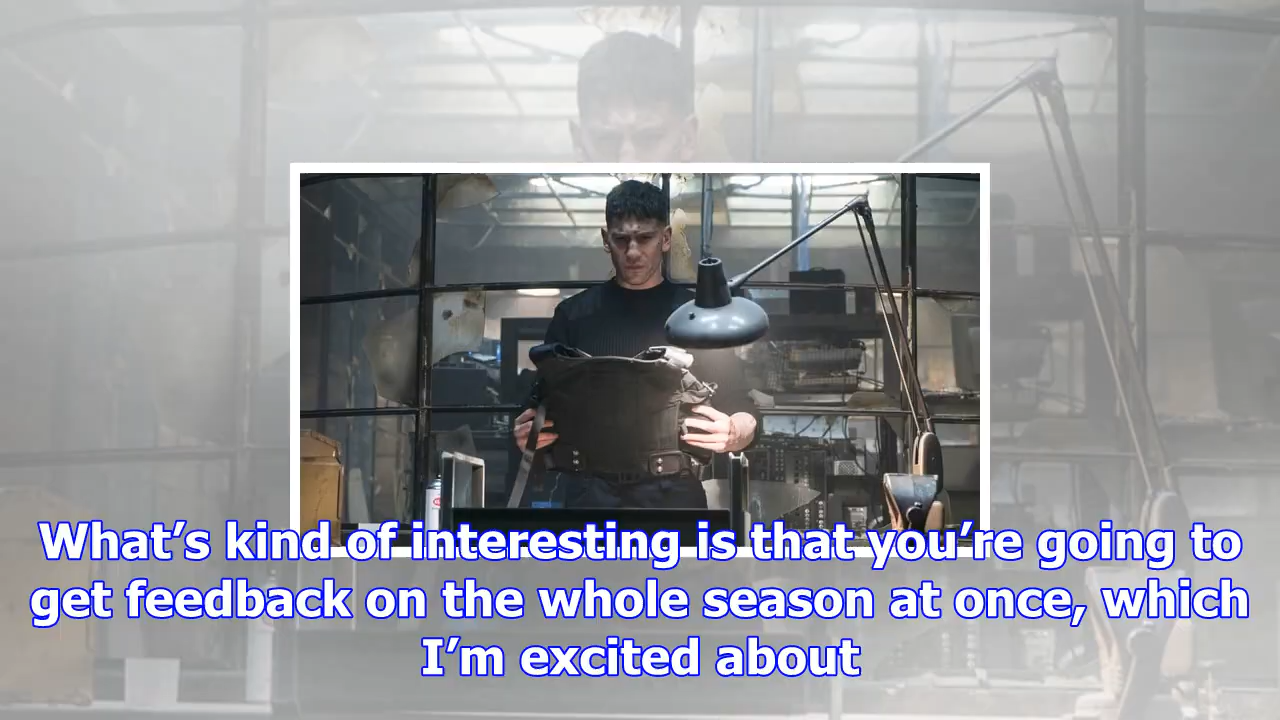 What’s kind of interesting is that you’re going to
get feedback on the whole season at once, which
I’m excited about